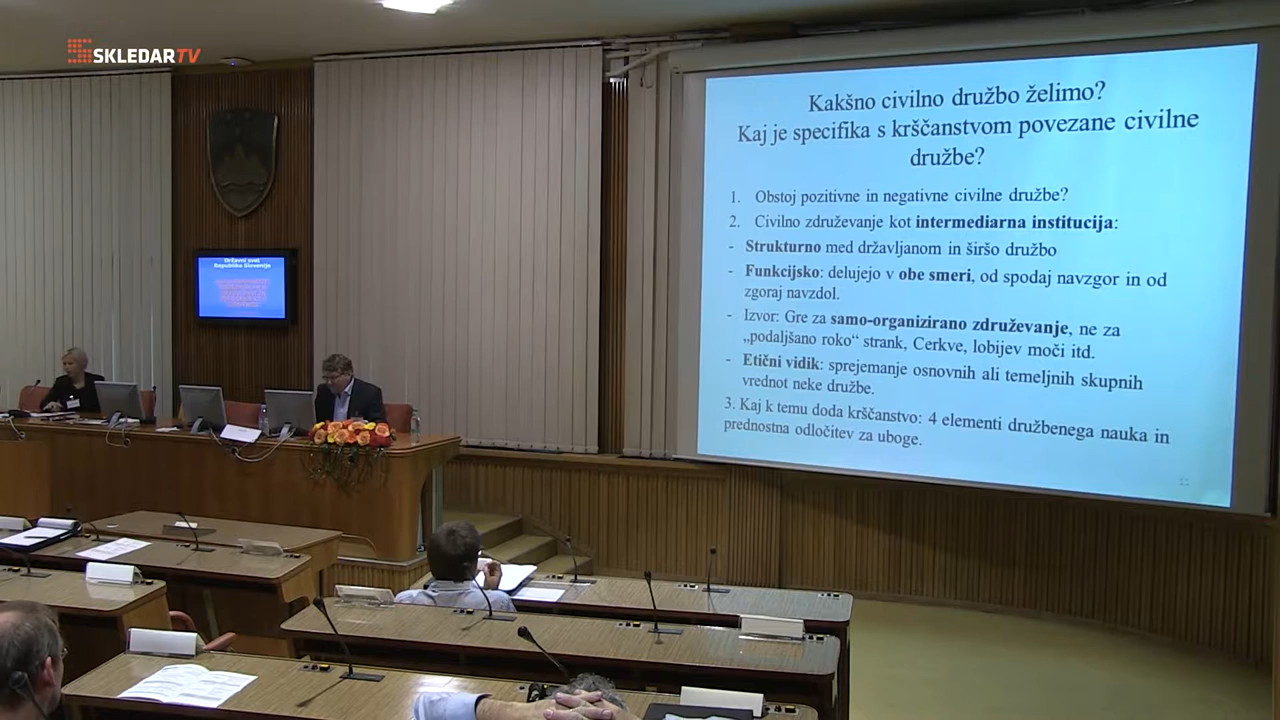 SKLEDARTV
Kakšno civilno družbo želimo?
Kaj je specifika s krščanstvom povezane civilne
družbe?
1. Obstoj pozitivne in negativne civilne družbe?
2. Civilno združevanje kot intermediarna institucija:
- Strukturno med državljanom in širšo družbo
- Funkcijsko: delujejo v obe smeri, od spodaj navzgor in od
zgoraj navzdol.
- Izvor: Gre za samo-organizirano združevanje, ne za
„podaljšano roko“ strank, Cerkve, lobijev moči itd.
- Etični vidik: sprejemanje osnovnih ali temeljnih skupnih
vrednot neke družbe.
3. Kaj k temu doda krščanstvo: 4 elementi družbenega nauka in
prednostna odločitev za uboge.
Državni svet
Republike Slovenije